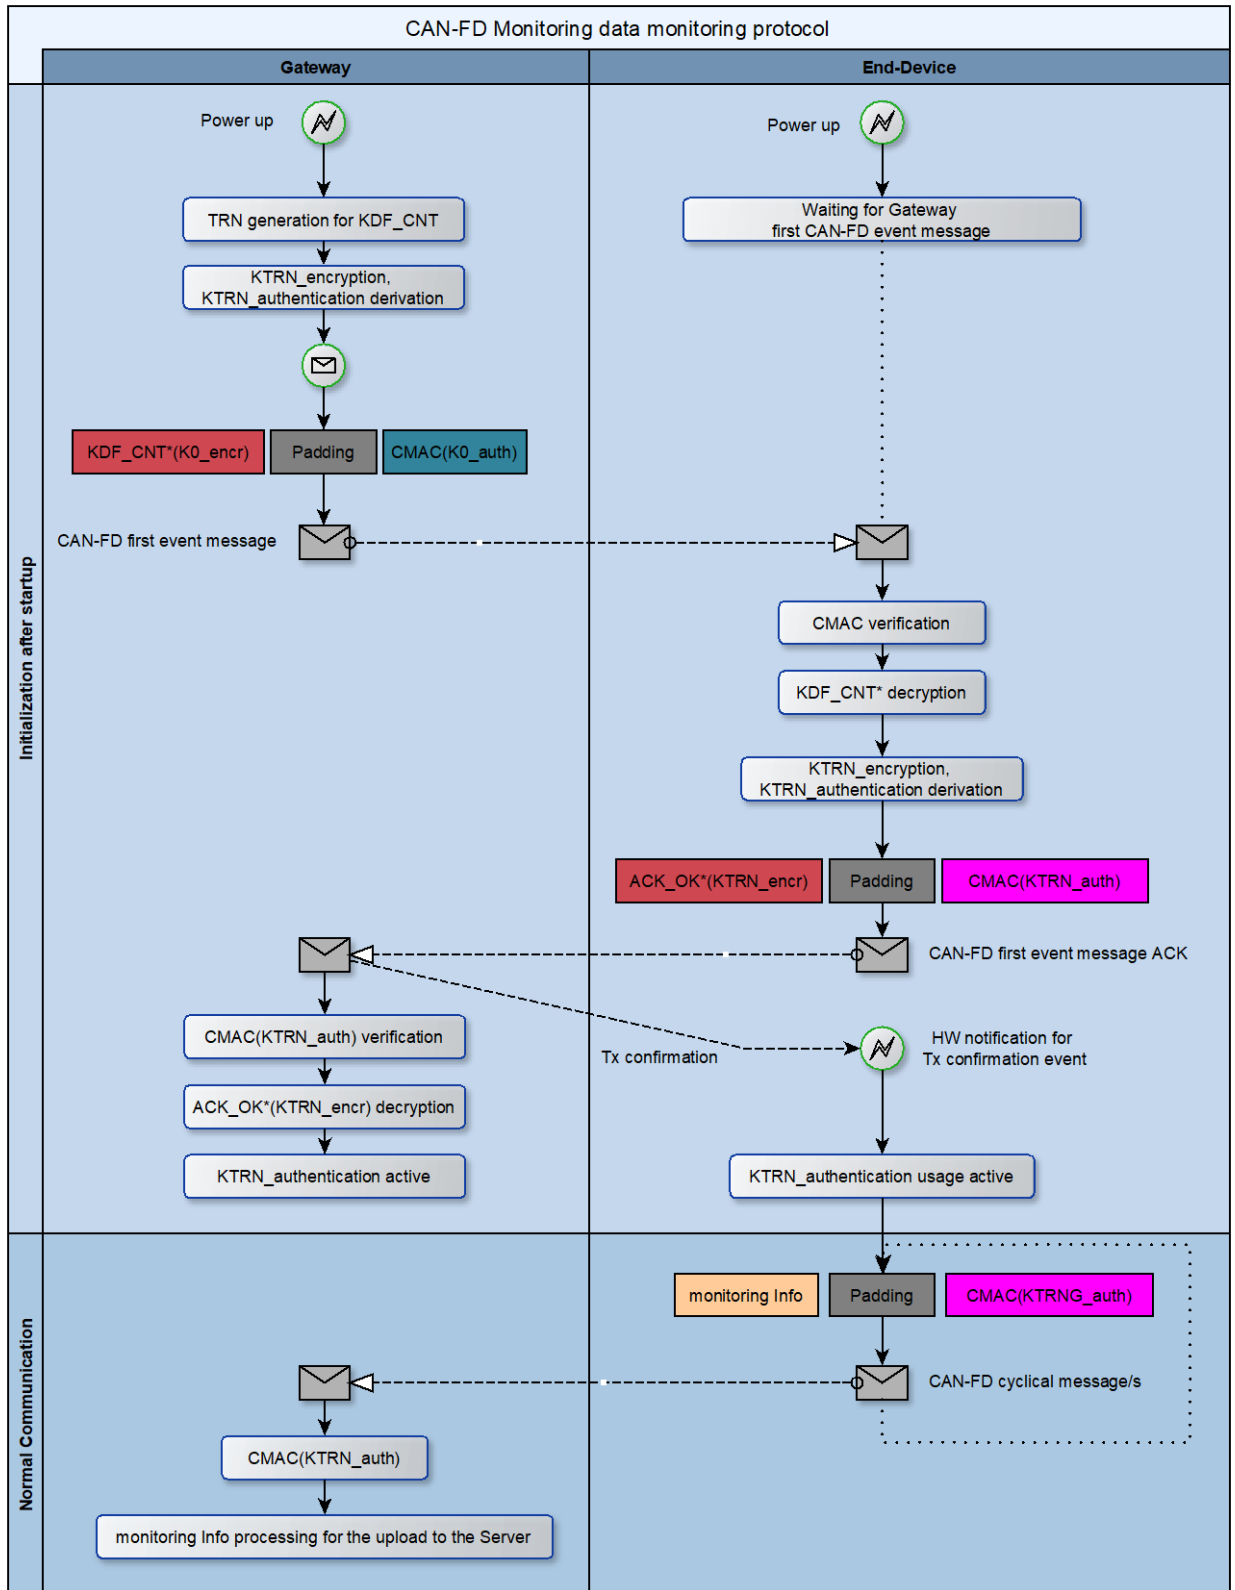 CAN-FD Monitoring data monitoring protocol
Gateway
End-Device
Initialization after startup
Power up
Power up
TRN generation for KDF_CNT
Waiting for Gateway
first CAN-FD event message
KTRN_encryption,
KTRN_authentication derivation
KDF_CNT*(K0_encr)
Padding
CMAC(K0_auth)
CAN-FD first event message
CMAC verification
KDF_CNT* decryption
KTRN_encryption,
KTRN_authentication derivation
ACK_OK*(KTRN_encr)
Padding
CMAC(KTRN_auth)
CAN-FD first event message ACK
CMAC(KTRN_auth) verification
Tx confirmation
HW notification for
Tx confirmation event
ACK_OK*(KTRN_encr) decryption
KTRN_authentication active
KTRN_authentication usage active
Normal Communication
monitoring Info
Padding
CMAC(KTRNG_auth)
CAN-FD cyclical message/s
CMAC(KTRN_auth)
monitoring Info processing for the upload to the Server